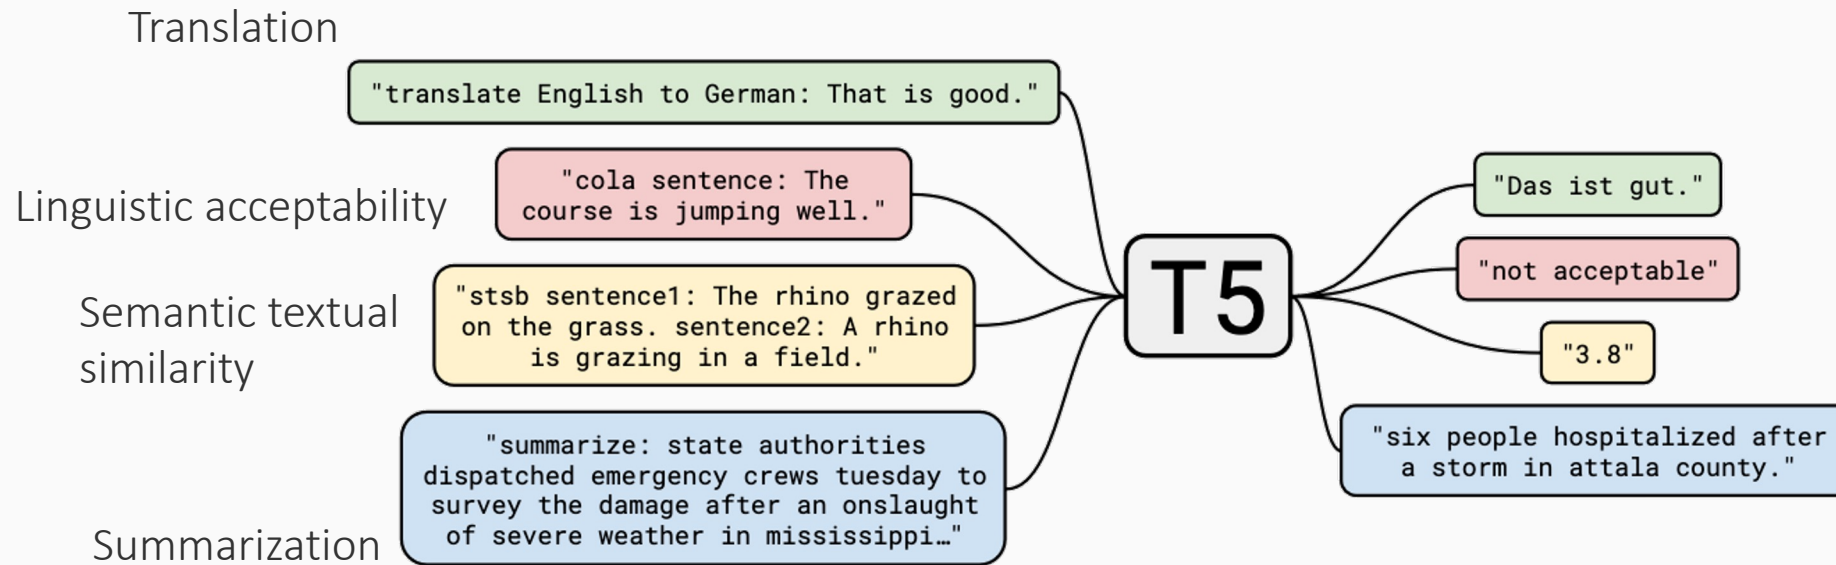 Translation
"translate English to German: That is good."
Linguistic acceptability
"cola sentence: The
course is jumping well."
Semantic textual
similarity
"stsb sentence1: The rhino grazed
on the grass. sentence2: A rhino
is grazing in a field."
Summarization
"summarize: state authorities
dispatched emergency crews tuesday to
survey the damage after an onslaught
of severe weather in mississippi…"
T5
"Das ist gut."
"not acceptable"
"3.8"
"six people hospitalized after
a storm in attala county."